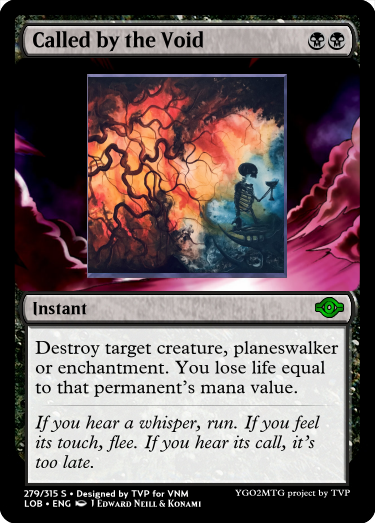 Called by the Void
Instant
Destroy target creature, planeswalker
or enchantment. You lose life equal
to that permanent's mana value.
If you hear a whisper, run. If you feel
its touch, flee. If you hear its call, it's
too late.
279/315 S • Designed by TVP for VNM
YGO2MTG project by TVP
LOB • ENG Edward Neill & Konami